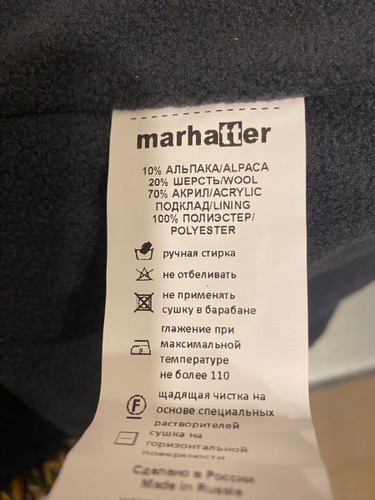 marhatter
10% АЛЬПАКА/ALPACA
20% ШЕРСТЬ/WOOL
70% АКРИЛ/ACRYLIC
ПОДКЛАД/LINING
100% ПОЛИЭСТЕР/
POLYESTER
ручная стирка
не отбеливать
не применять
сушку в барабане
глажение при
максимальной
температуре
не более 110
щадящая чистка на
F
основе специальных
растворителей
сушка на
горизонтальной
поверхности
Сделано в России
Made in Russia